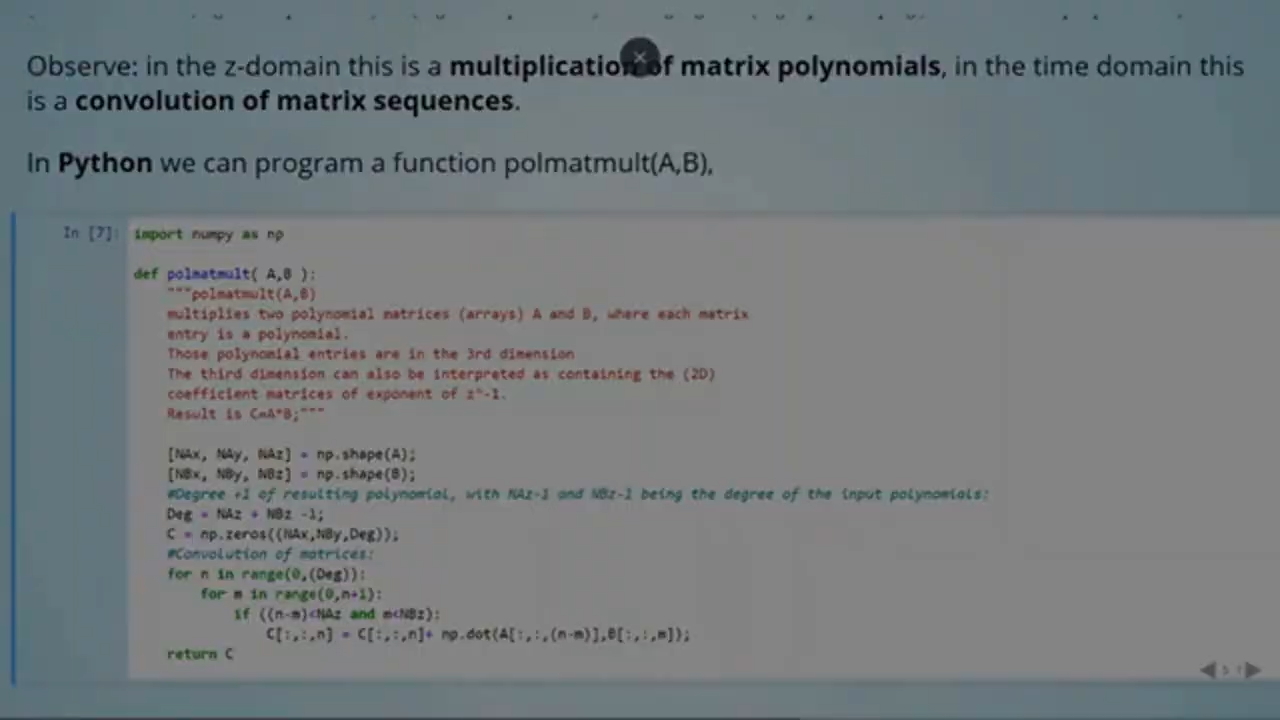 Observe: in the z-domain this is a multiplication of matrix polynomials, in the time domain this
is a convolution of matrix sequences.
In Python we can program a function polmatmult(A,B),
In [7]: import numpy as np
def polmatmult( A,B ):
"""polmatmult(A,B)
multiplies two polynomial matrices (arrays) A and B, where each matrix
entry is a polynomial.
Those polynomial entries are in the 3rd dimension
The third dimension can also be interpreted as containing the (2D)
coefficient matrices of exponent of z^-1.
Result is C=A*B;"""
[NAx, NAy, NAz] = np.shape(A);
[NBx, NBy, NBz] = np.shape(B);
#Degree +1 of resulting polynomial, with NAz-1 and NBz-1 being the degree of the input polynomials:
Deg = NAz + NBz -1;
C = np.zeros((NAx,NBy,Deg));
#Convolution of matrices:
for n in range(0,(Deg)):
for m in range(0,n+1):
if ((n-m)<NAz and m<NBz):
C[:,:,n] = C[:,:,n]+ np.dot(A[:,:,(n-m)],B[:,:,m]);
return C